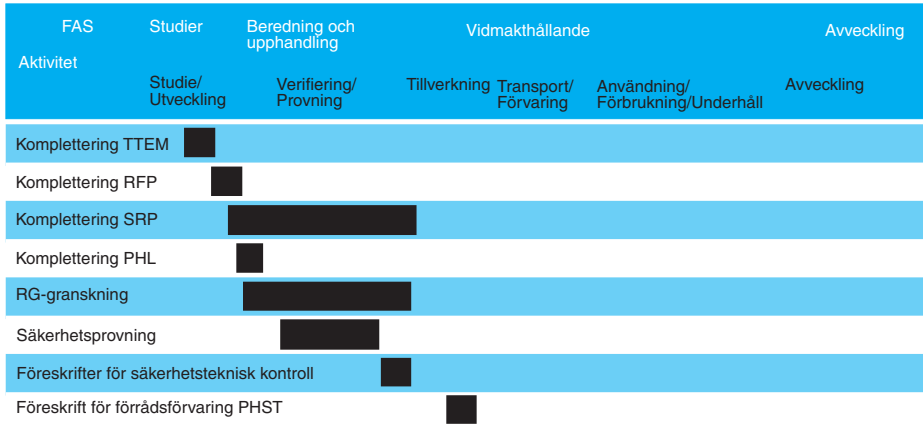 FAS Studier Beredning och Vidmakthållande Avveckling
upphandling
Aktivitet
Studie/ Verifiering/ Tillverkning Transport/ Användning/ Avveckling
Utveckling Provning Förvaring Förbrukning/Underhåll
Komplettering TTEM
Komplettering RFP
Komplettering SRP
Komplettering PHL
RG-granskning
Säkerhetsprovning
Föreskrifter för säkerhetsteknisk kontroll
Föreskrift för förrådsförvaring PHST